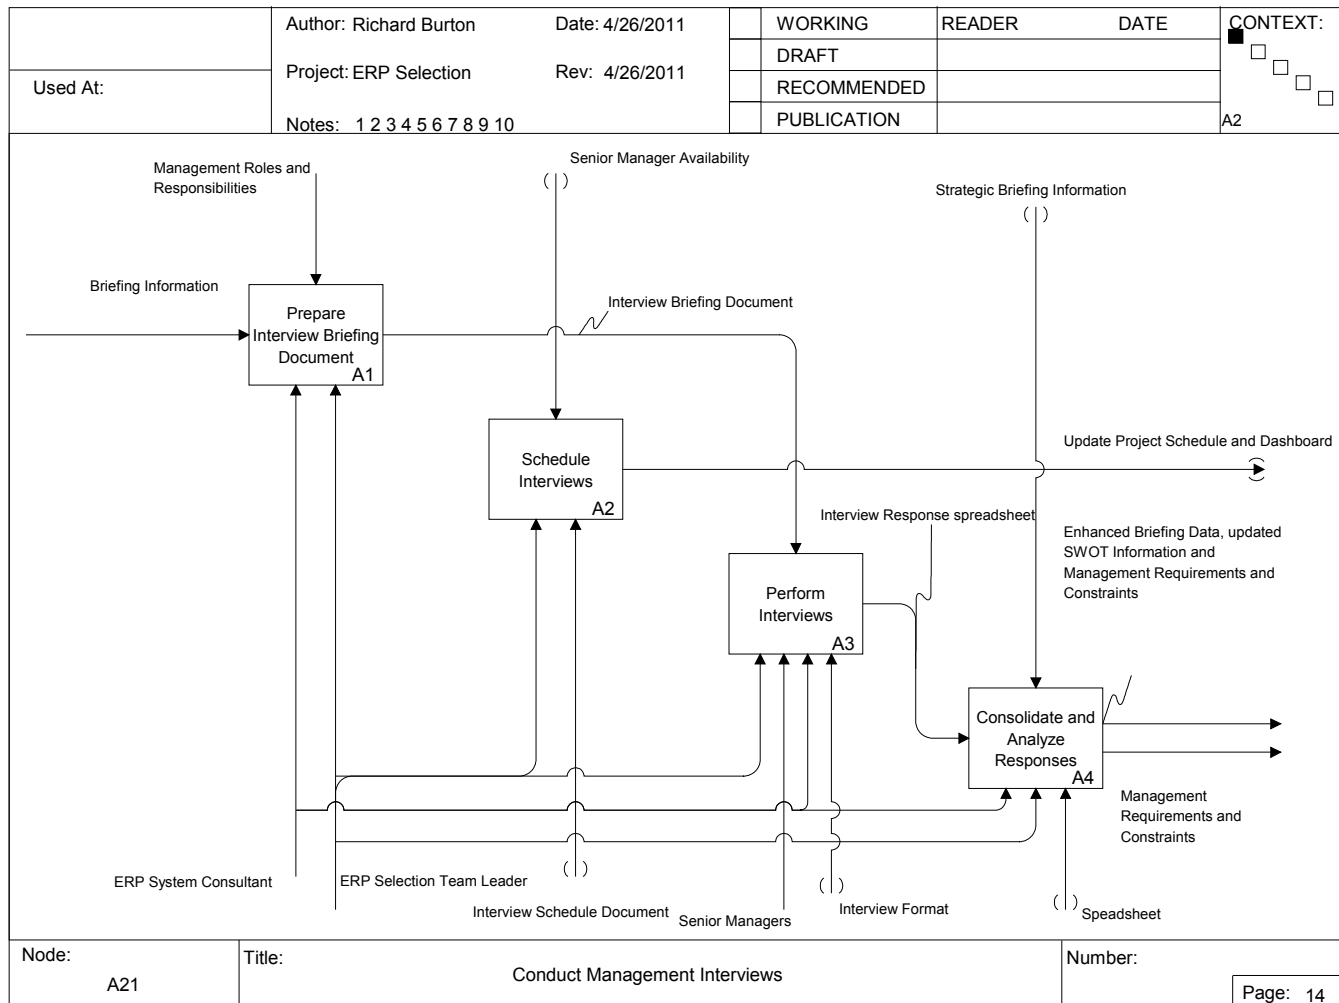 Used At:
Author: Richard Burton
Date: 4/26/2011
Project: ERP Selection
Rev: 4/26/2011
Notes: 1 2 3 4 5 6 7 8 9 10
WORKING
DRAFT
RECOMMENDED
PUBLICATION
READER
DATE
CONTEXT:
A2
Management Roles and
Responsibilities
Senior Manager Availability
( )
Strategic Briefing Information
( )
Briefing Information
Prepare
Interview Briefing
Document
A1
Interview Briefing Document
Schedule
Interviews
A2
Update Project Schedule and Dashboard
Interview Response spreadsheet
Enhanced Briefing Data, updated
SWOT Information and
Management Requirements and
Constraints
Perform
Interviews
A3
Consolidate and
Analyze
Responses
A4
Management
Requirements and
Constraints
ERP System Consultant
ERP Selection Team Leader
( )
Interview Schedule Document
Senior Managers
( )
Interview Format
( )
Speadsheet
Node:
A21
Title:
Conduct Management Interviews
Number:
Page: 14